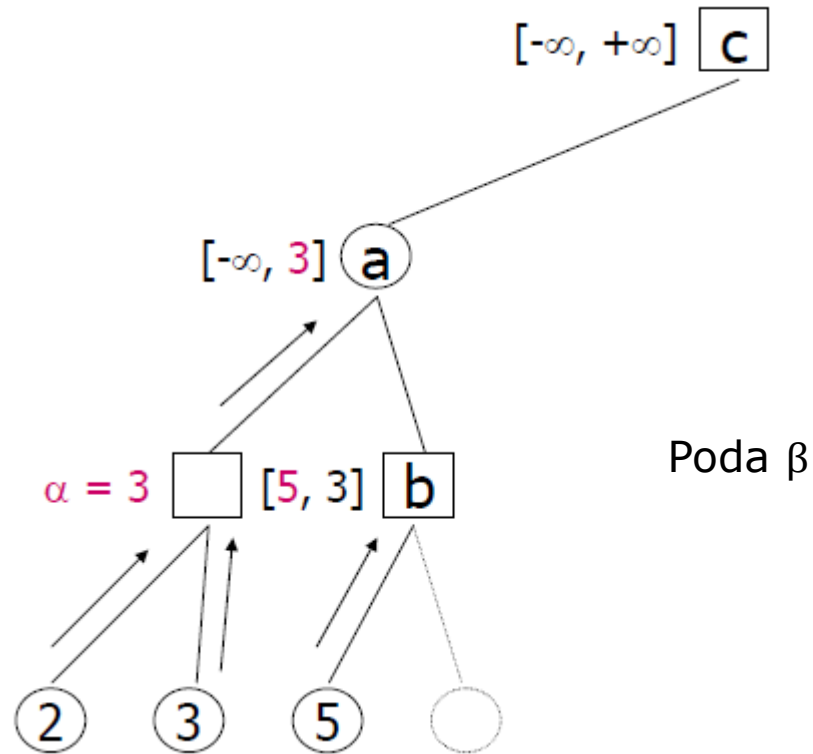 [-∞, +∞] c
[-∞, 3] a
Poda β
α = 3 [5, 3] b
2 3 5